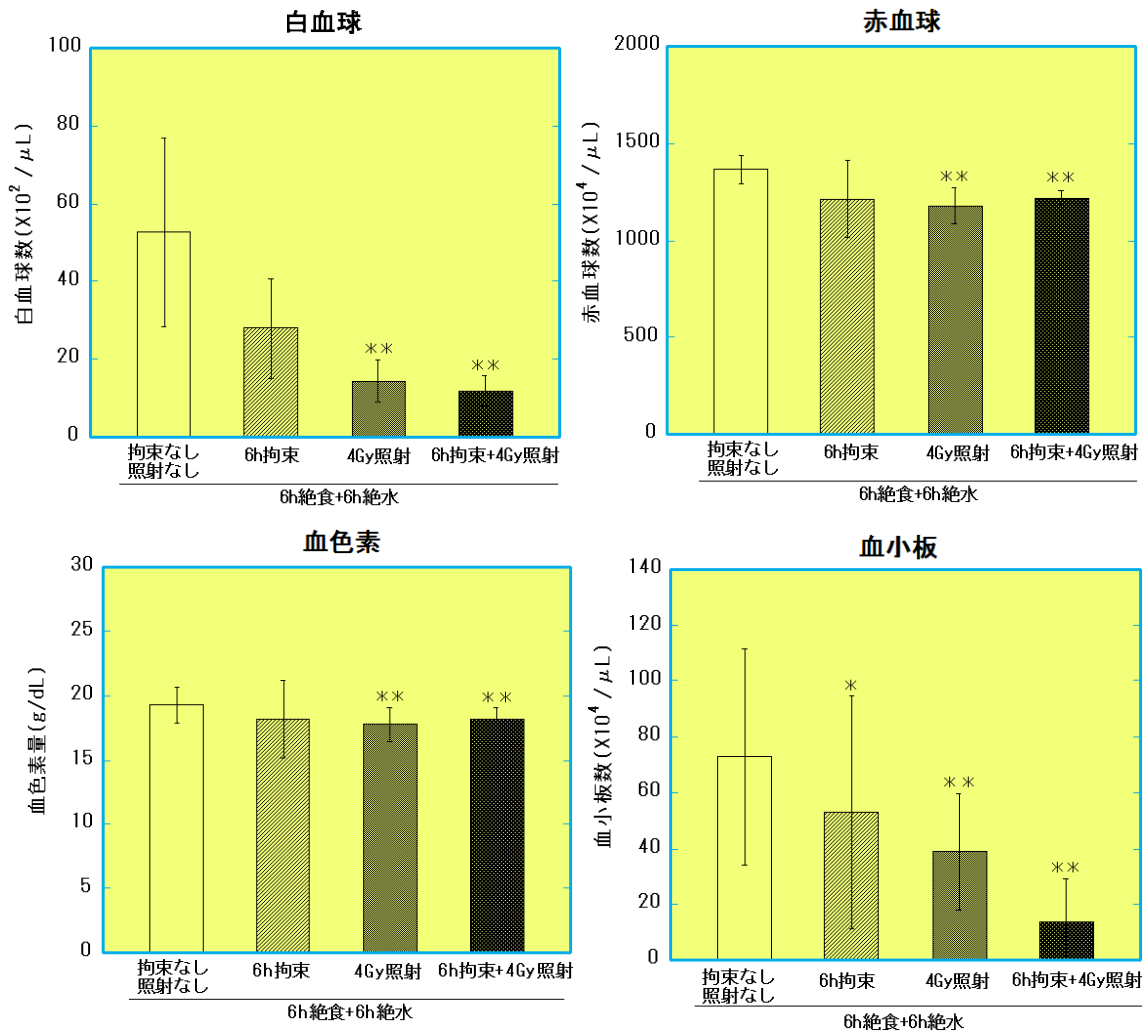 白血球
100
80
60
40
20
0
白血球数(X10² /μL)
**
**
拘束なし
照射なし
6h拘束
4Gy照射
6h拘束+4Gy照射
6h絶食+6h絶水
赤血球
2000
1500
1000
500
0
赤血球数(X10⁴ /μL)
**
**
拘束なし
照射なし
6h拘束
4Gy照射
6h拘束+4Gy照射
6h絶食+6h絶水
血色素
30
25
20
15
10
5
0
血色素量(g/dL)
**
**
拘束なし
照射なし
6h拘束
4Gy照射
6h拘束+4Gy照射
6h絶食+6h絶水
血小板
140
120
100
80
60
40
20
0
血小板数(X10⁴ /μL)
*
**
**
拘束なし
照射なし
6h拘束
4Gy照射
6h拘束+4Gy照射
6h絶食+6h絶水